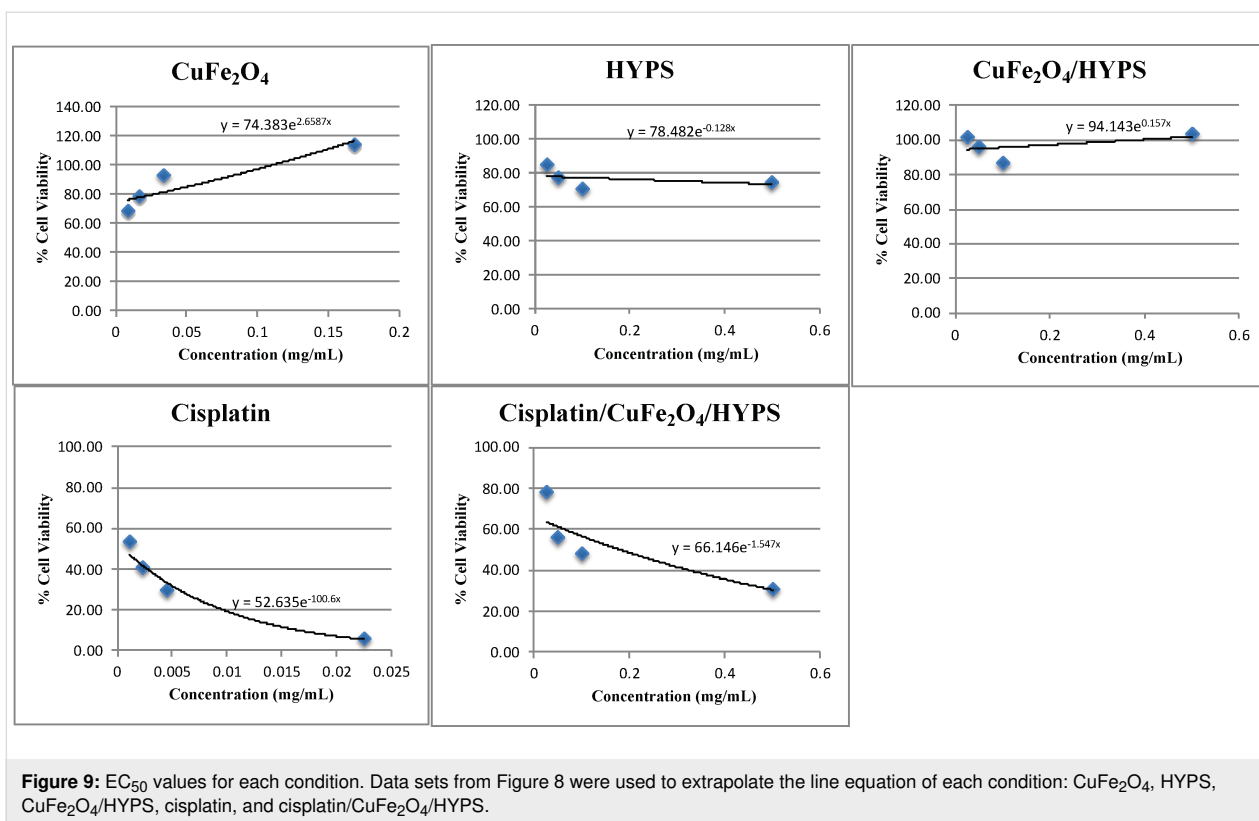 CuFe₂O₄
140.00
120.00
100.00
80.00
60.00
40.00
20.00
0.00
% Cell Viability
y = 74.383e^2.6587x
0 0.05 0.1 0.15 0.2
Concentration (mg/mL)
HYPS
120.00
100.00
80.00
60.00
40.00
20.00
0.00
% Cell Viability
y = 78.482e^-0.128x
0 0.2 0.4 0.6
Concentration (mg/mL)
CuFe₂O₄/HYPS
120.00
100.00
80.00
60.00
40.00
20.00
0.00
% Cell Viability
y = 94.143e^0.157x
0 0.2 0.4 0.6
Concentration (mg/mL)
Cisplatin
100.00
80.00
60.00
40.00
20.00
0.00
% Cell Viability
y = 52.635e^-100.6x
0 0.005 0.01 0.015 0.02 0.025
Concentration (mg/mL)
Cisplatin/CuFe₂O₄/HYPS
100.00
80.00
60.00
40.00
20.00
0.00
% Cell Viability
y = 66.146e^-1.547x
0 0.2 0.4 0.6
Concentration (mg/mL)
Figure 9: EC₅₀ values for each condition. Data sets from Figure 8 were used to extrapolate the line equation of each condition: CuFe₂O₄, HYPS,
CuFe₂O₄/HYPS, cisplatin, and cisplatin/CuFe₂O₄/HYPS.